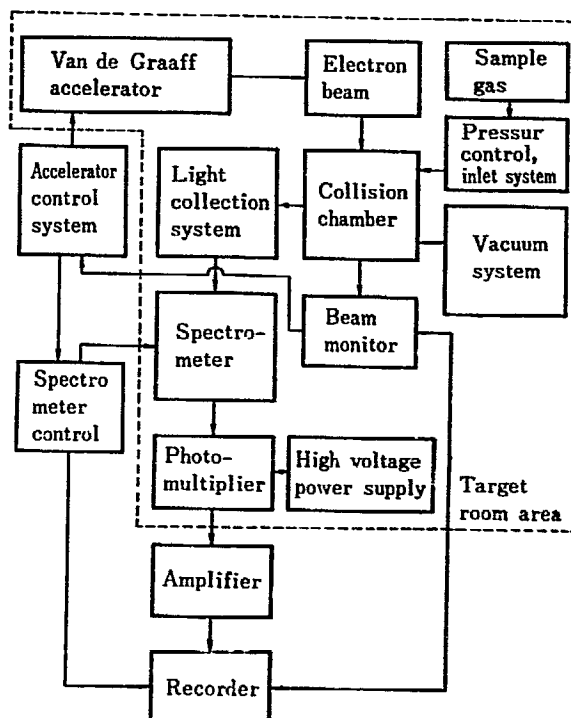 Van de Graaff
accelerator
Electron
beam
Sample
gas
Pressur
control,
inlet system
Accelerator
control
system
Light
collection
system
Collision
chamber
Vacuum
system
Beam
monitor
Spectro-
meter
Spectro
meter
control
Photo-
multiplier
High voltage
power supply
Target
room area
Amplifier
Recorder